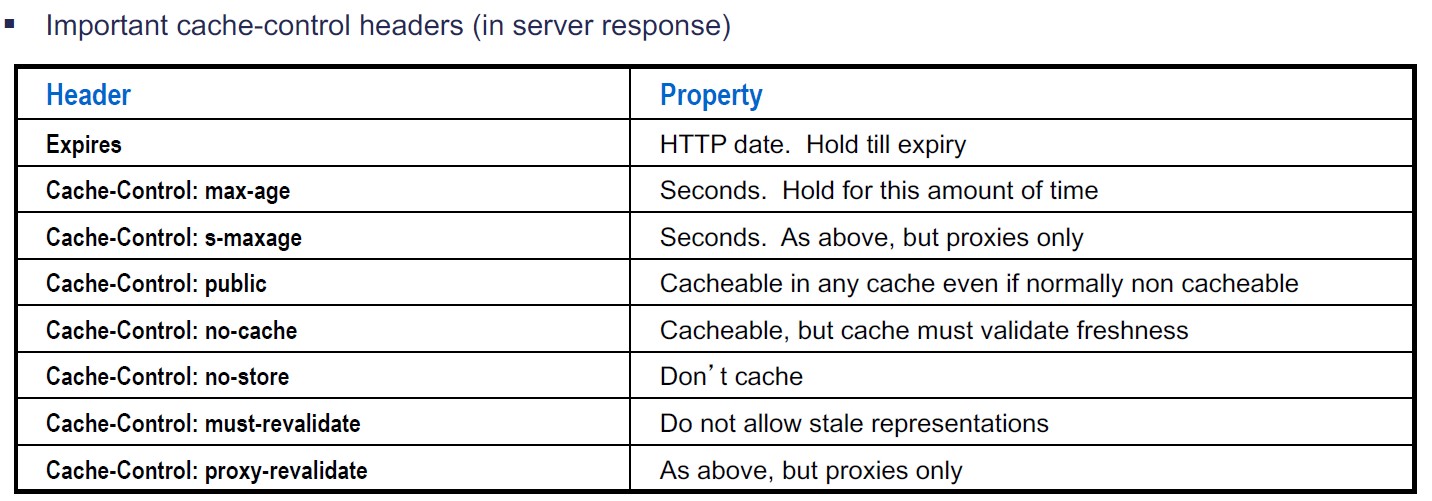 ▪ Important cache-control headers (in server response)
Header Property
Expires HTTP date. Hold till expiry
Cache-Control: max-age Seconds. Hold for this amount of time
Cache-Control: s-maxage Seconds. As above, but proxies only
Cache-Control: public Cacheable in any cache even if normally non cacheable
Cache-Control: no-cache Cacheable, but cache must validate freshness
Cache-Control: no-store Don’t cache
Cache-Control: must-revalidate Do not allow stale representations
Cache-Control: proxy-revalidate As above, but proxies only